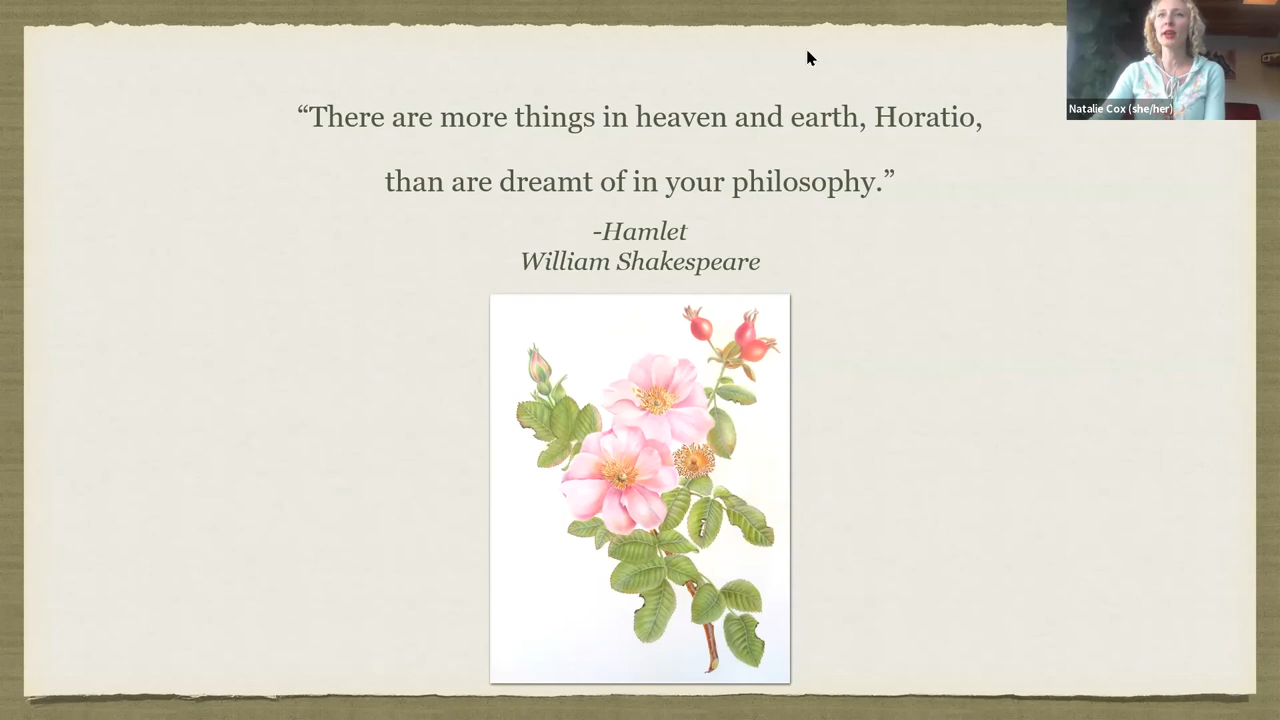 “There are more things in heaven and earth, Horatio,
than are dreamt of in your philosophy.”
-Hamlet
William Shakespeare
Natalie Cox (she/her)